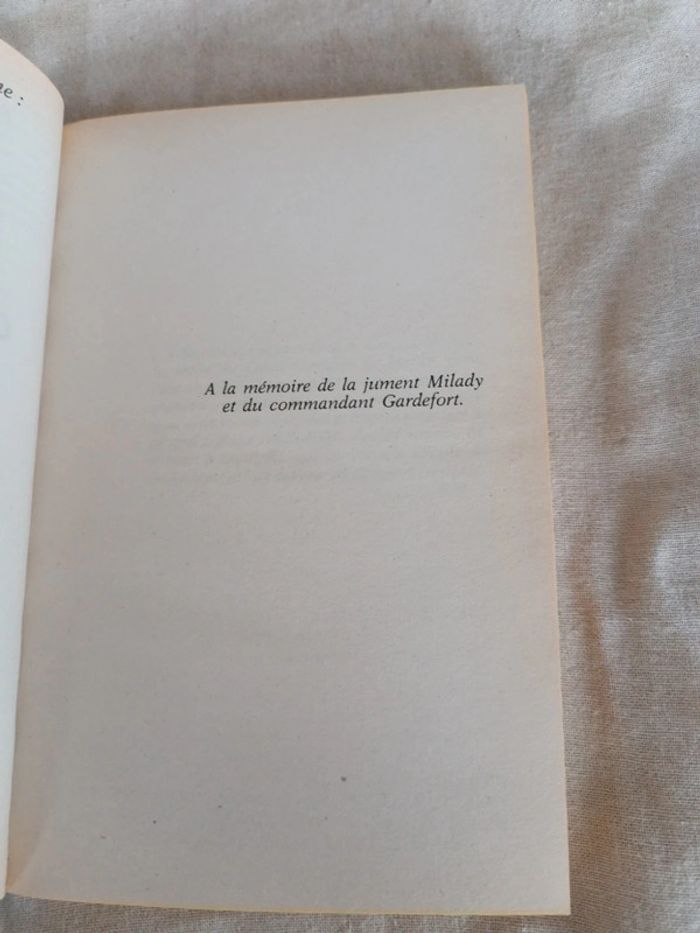 A la mémoire de la jument Milady
et du commandant Gardefort.